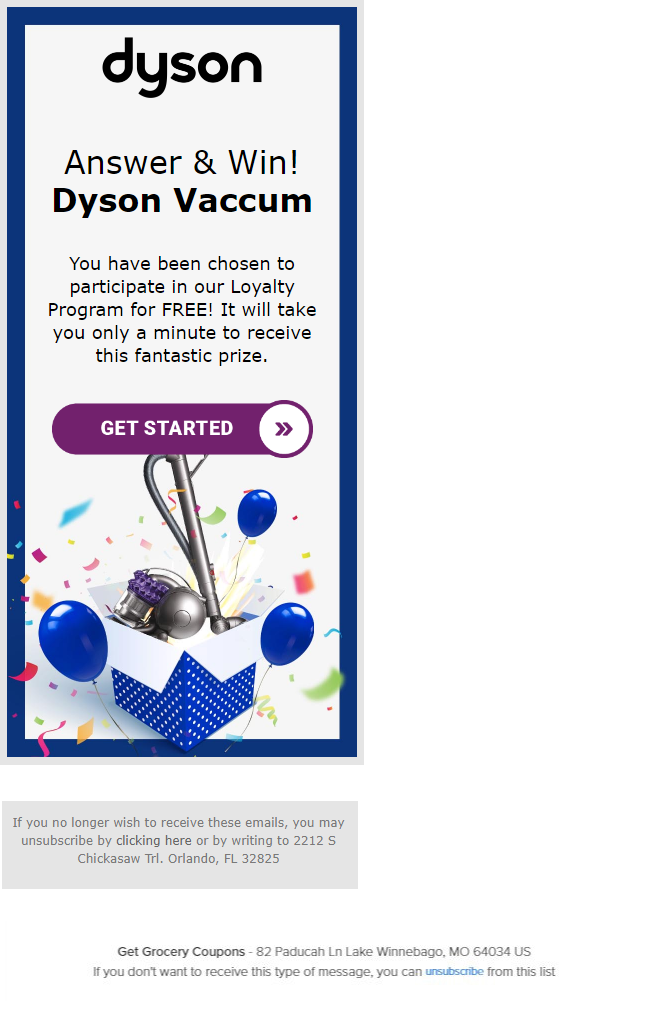 dyson
Answer & Win!
Dyson Vaccum
You have been chosen to
participate in our Loyalty
Program for FREE! It will take
you only a minute to receive
this fantastic prize.
GET STARTED
If you no longer wish to receive these emails, you may
unsubscribe by clicking here or by writing to 2212 S
Chickasaw Trl. Orlando, FL 32825
Get Grocery Coupons - 82 Paducah Ln Lake Winnebago, MO 64034 US
If you don't want to receive this type of message, you can unsubscribe from this list